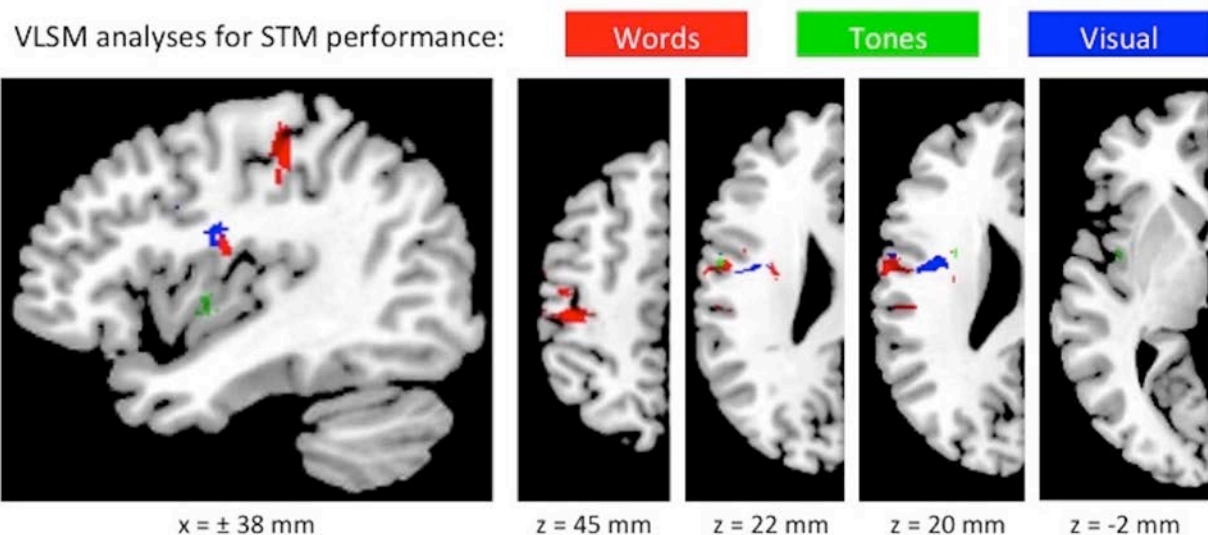 VLSM analyses for STM performance: Words Tones Visual
x = ± 38 mm z = 45 mm z = 22 mm z = 20 mm z = -2 mm